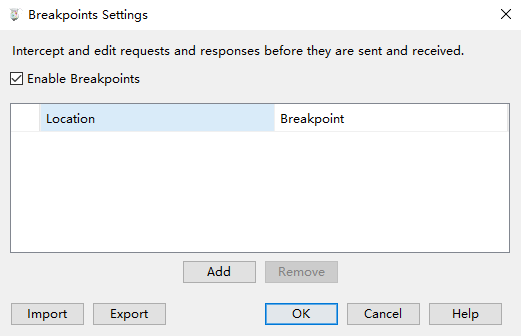 Breakpoints Settings
Intercept and edit requests and responses before they are sent and received.
Enable Breakpoints
Location Breakpoint
Add Remove
Import Export OK Cancel Help